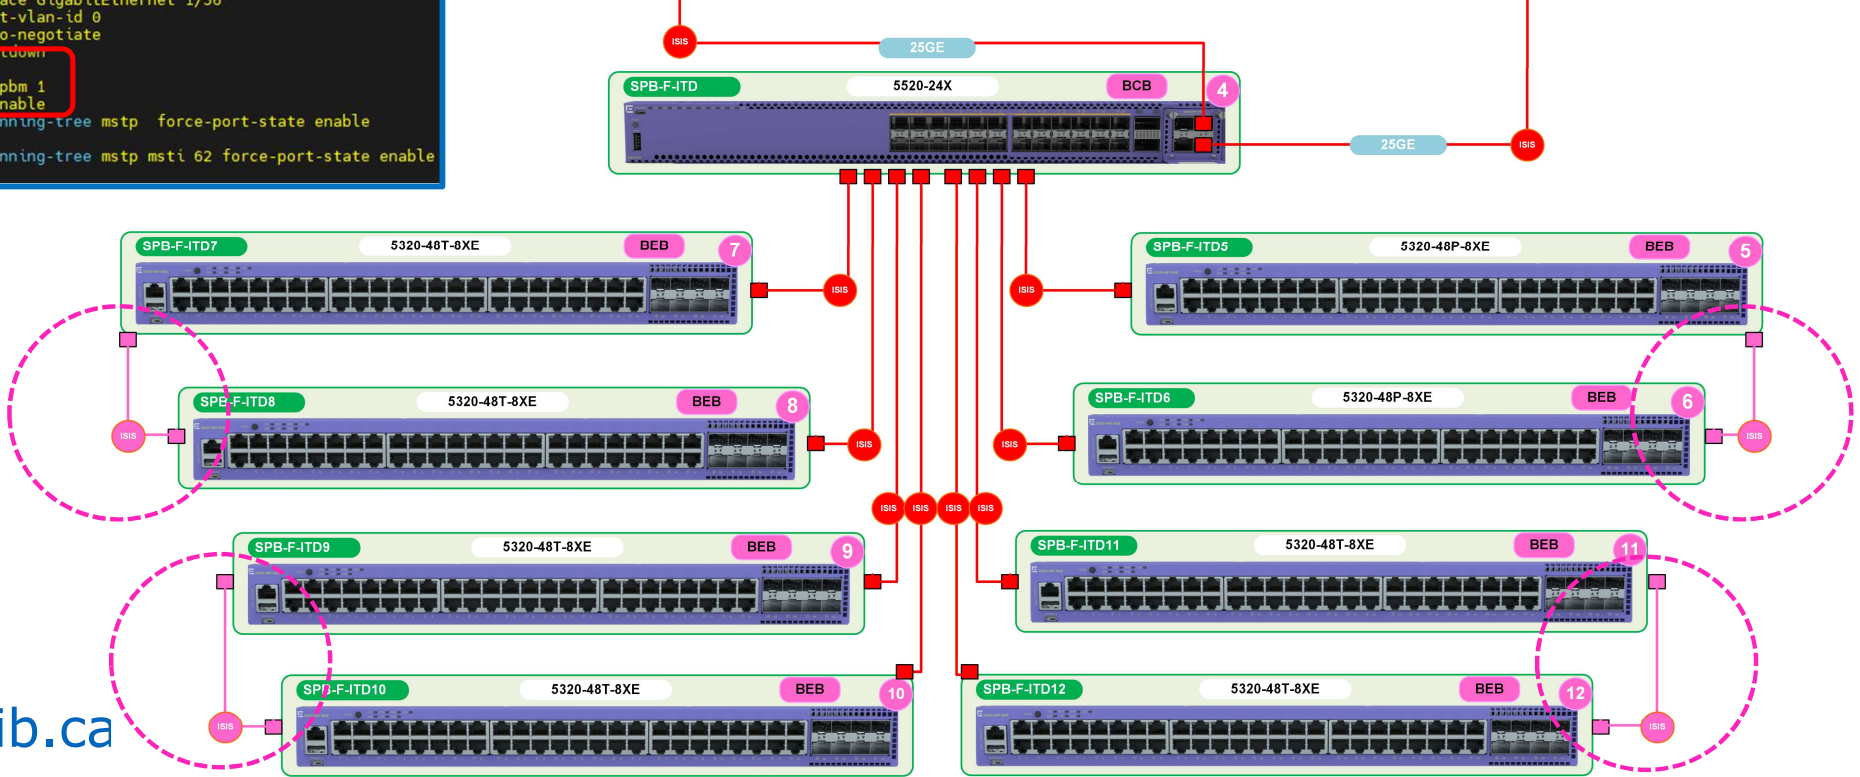 t-vlan-id 0
o-negotiate
pbm 1
nable
nning-tree mstp  force-port-state enable
nning-tree mstp msti 62 force-port-state enable
ISIS
25GE
SPB-F-ITD
5520-24X
BCB
4
25GE
ISIS
SPB-F-ITD7
5320-48T-8XE
BEB
7
ISIS
SPB-F-ITD5
5320-48P-8XE
BEB
5
ISIS
SPB-F-ITD8
5320-48T-8XE
BEB
8
ISIS
ISIS
SPB-F-ITD6
5320-48P-8XE
BEB
6
ISIS
ISIS
ISIS
ISIS
ISIS
ISIS
SPB-F-ITD9
5320-48T-8XE
BEB
9
SPB-F-ITD11
5320-48T-8XE
BEB
11
SPB-F-ITD10
5320-48T-8XE
BEB
10
ISIS
SPB-F-ITD12
5320-48T-8XE
BEB
12
ISIS
ib.ca